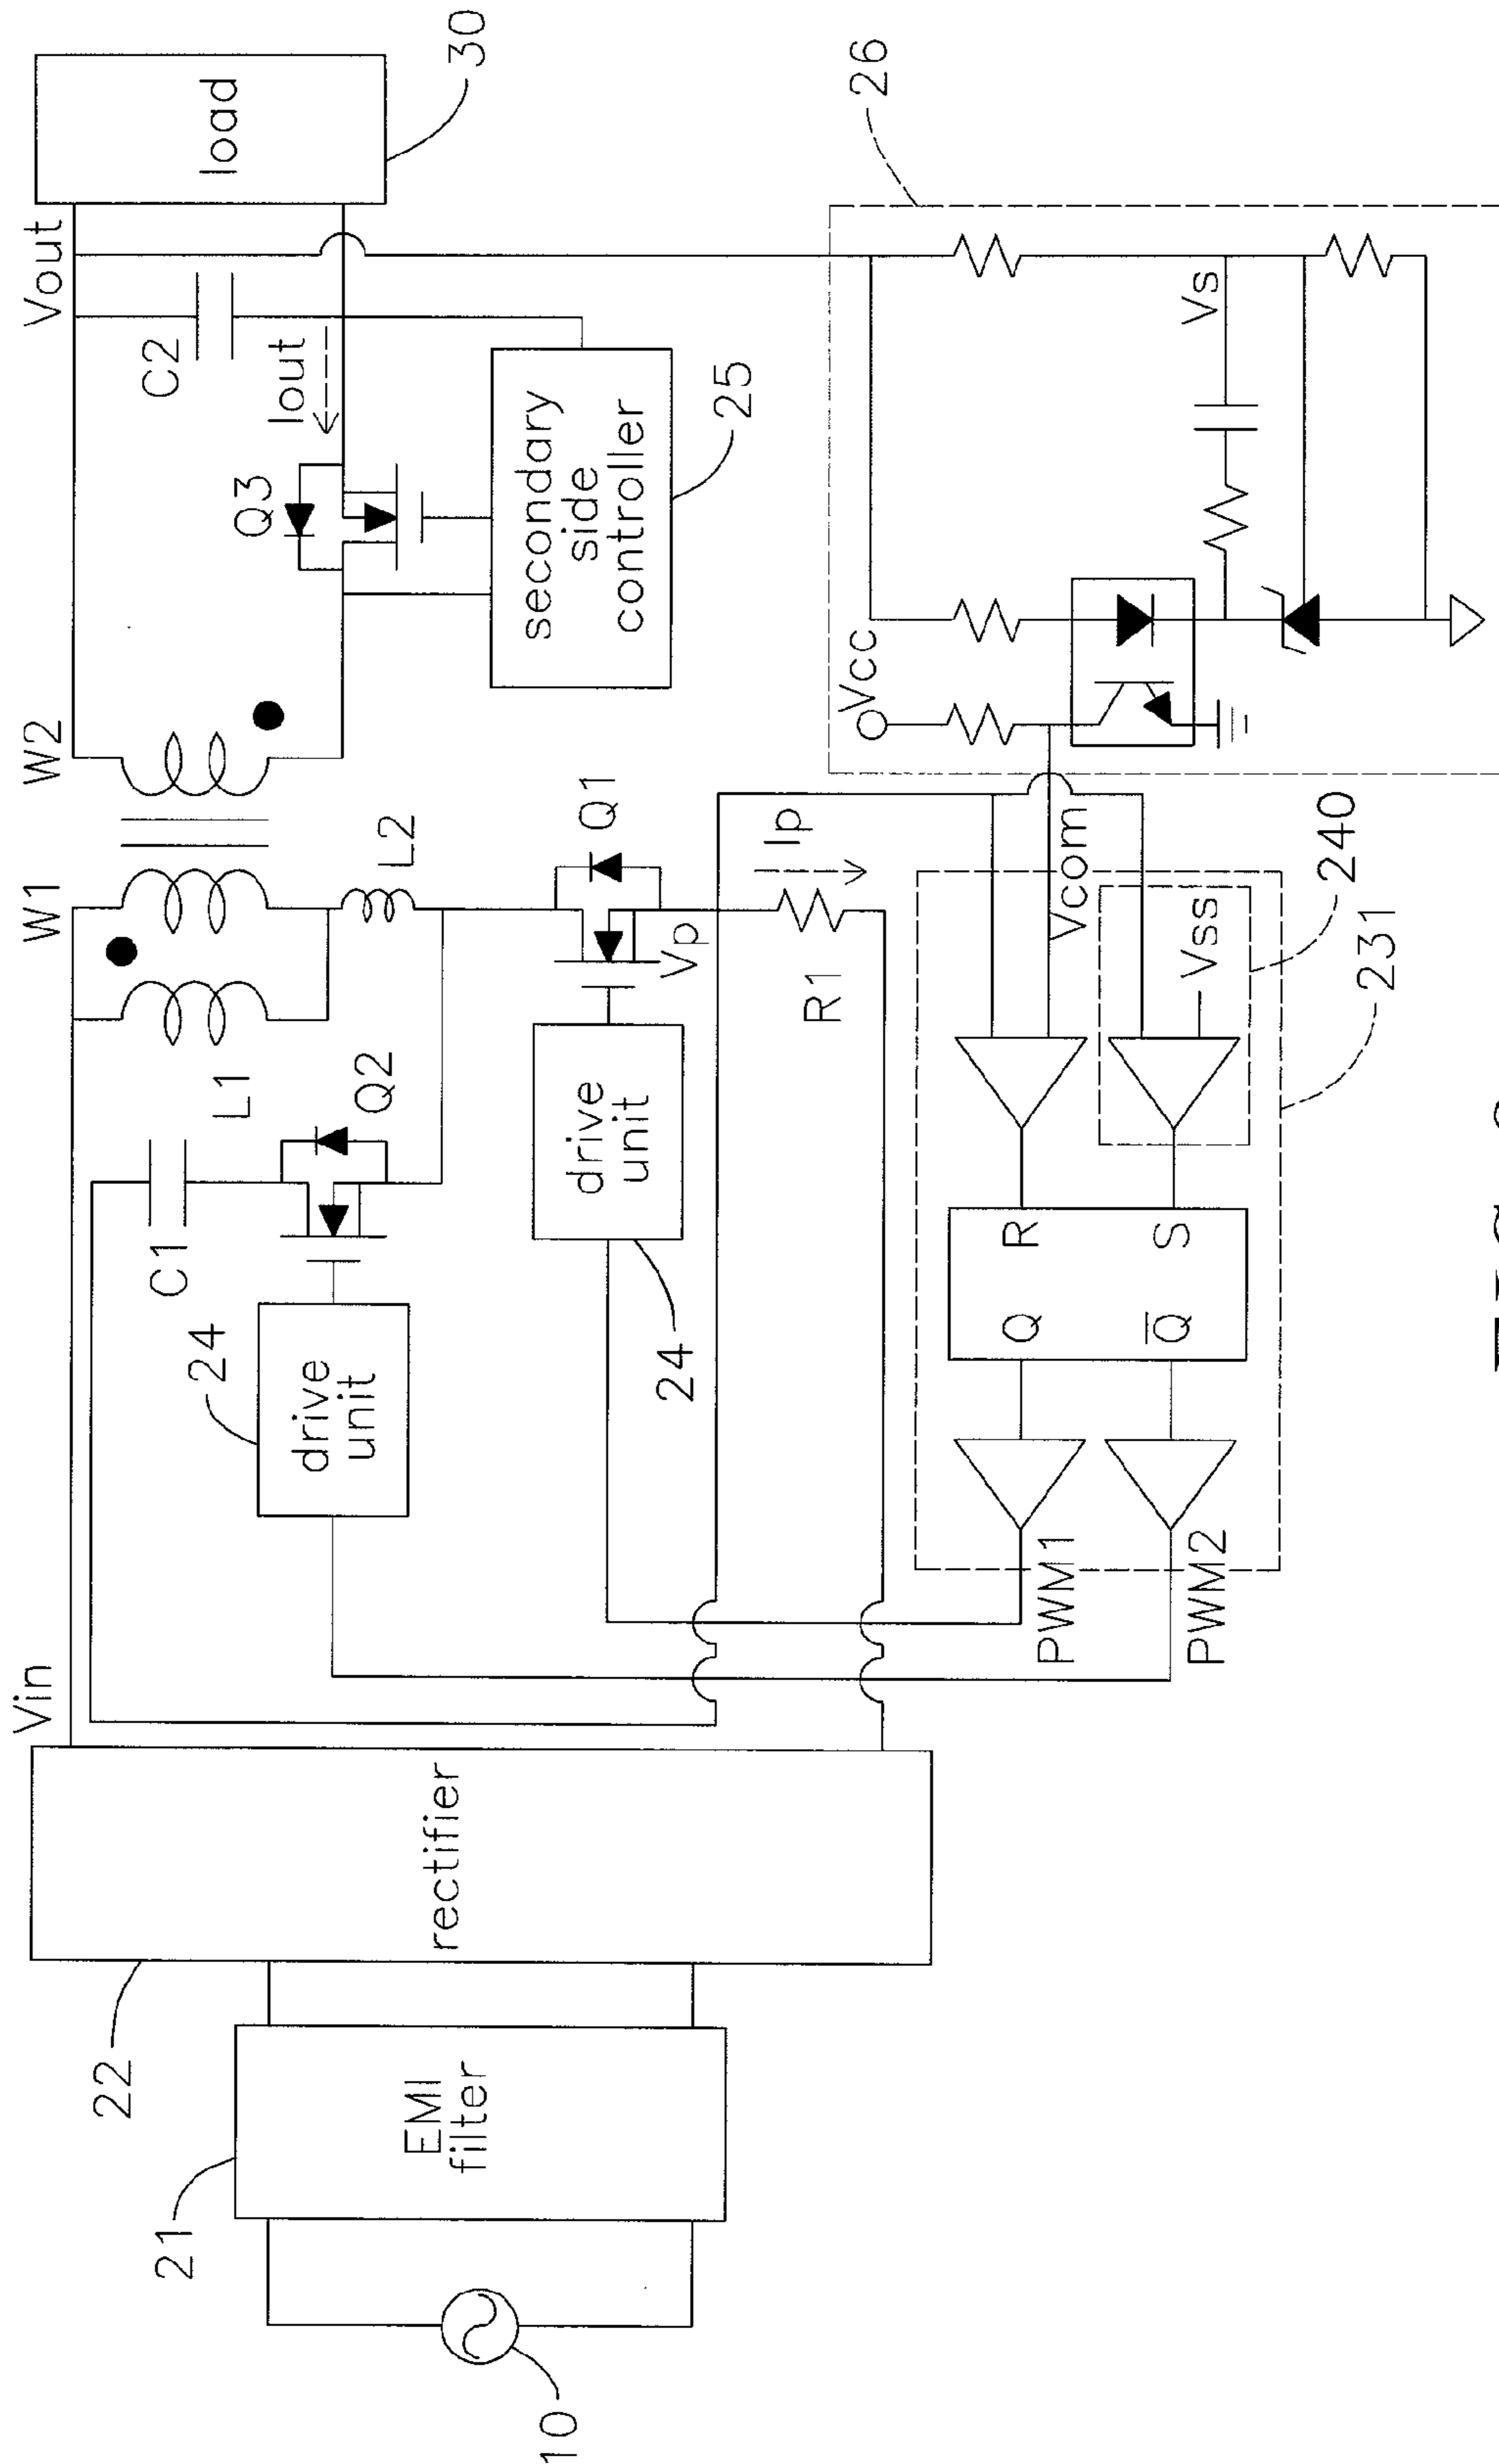 Vin
W1
W2
Vout
load
30
C2
Iout
Q3
secondary
side
controller
25
L1
L2
C1
Q2
Q1
24
drive
unit
drive
unit
24
Vp
Ip
R1
rectifier
22
EMI
filter
21
10
26
Vcc
Vs
Vcom
Vss
240
231
R
S
Q
Q̅
PWM1
PWM2